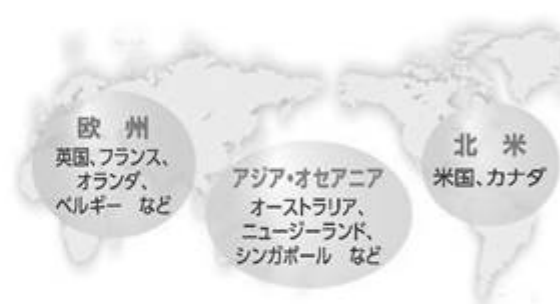 欧 州
英国、フランス、
オランダ、
ベルギー など
アジア・オセアニア
オーストラリア、
ニュージーランド、
シンガポール など
北 米
米国、カナダ